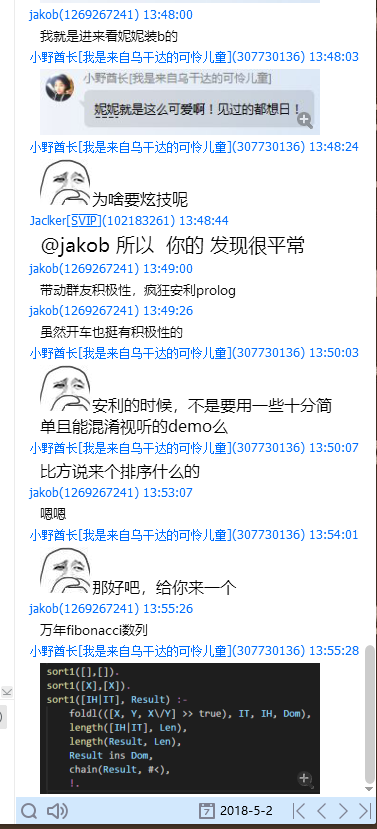 jakob(1269267241) 13:48:00
我就是进来看妮妮装b的
小野酋长[我是来自乌干达的可怜儿童](307730136) 13:48:03
小野酋长[我是来自乌干达的可怜儿童]
妮妮就是这么可爱啊！见过的都想日！
小野酋长[我是来自乌干达的可怜儿童](307730136) 13:48:24
为啥要炫技呢
Jaclker[SVIP](102183261) 13:48:44
@jakob 所以  你的 发现很平常
jakob(1269267241) 13:49:00
带动群友积极性，疯狂安利prolog
jakob(1269267241) 13:49:26
虽然开车也挺有积极性的
小野酋长[我是来自乌干达的可怜儿童](307730136) 13:50:03
安利的时候，不是要用一些十分简
单且能混淆视听的demo么
小野酋长[我是来自乌干达的可怜儿童](307730136) 13:50:07
比方说来个排序什么的
jakob(1269267241) 13:53:07
嗯嗯
小野酋长[我是来自乌干达的可怜儿童](307730136) 13:54:01
那好吧，给你来一个
jakob(1269267241) 13:55:26
万年fibonacci数列
小野酋长[我是来自乌干达的可怜儿童](307730136) 13:55:28
sort1([],[]).
sort1([X],[X]).
sort1([IH|IT], Result) :-
foldl(([X, Y, X\/Y] >> true), IT, IH, Dom),
length([IH|IT], Len),
length(Result, Len),
Result ins Dom,
chain(Result, #<),
!.
7 2018-5-2